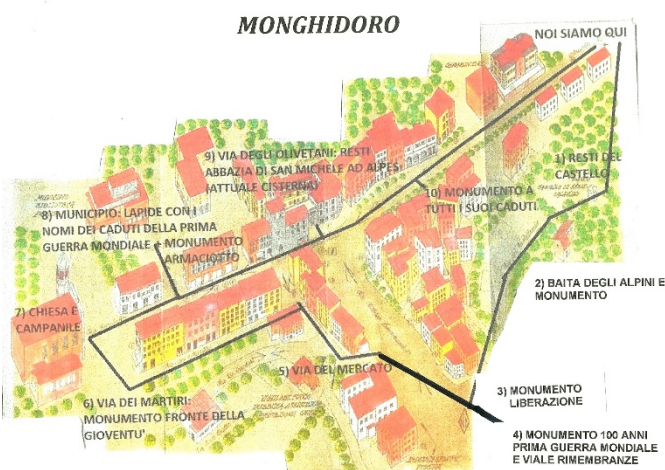 MONGHIDORO
NOI SIAMO QUI
1) RESTI DEL
CASTELLO
9) VIA DEGLI OLIVETANI: RESTI
ABBAZIA DI SAN MICHELE AD ALPES
(ATTUALE CISTERNA)
10) MONUMENTO A
TUTTI I SUOI CADUTI
8) MUNICIPIO: LAPIDE CON I
NOMI DEI CADUTI DELLA PRIMA
GUERRA MONDIALE + MONUMENTO
ARMACIOTTO
2) BAITA DEGLI ALPINI E
MONUMENTO
7) CHIESA E
CAMPANILE
5) VIA DEL MERCATO
3) MONUMENTO
LIBERAZIONE
6) VIA DEI MARTIRI:
MONUMENTO FRONTE DELLA
GIOVENTU'
4) MONUMENTO 100 ANNI
PRIMA GUERRA MONDIALE
E VIALE RIMEMBRANZE